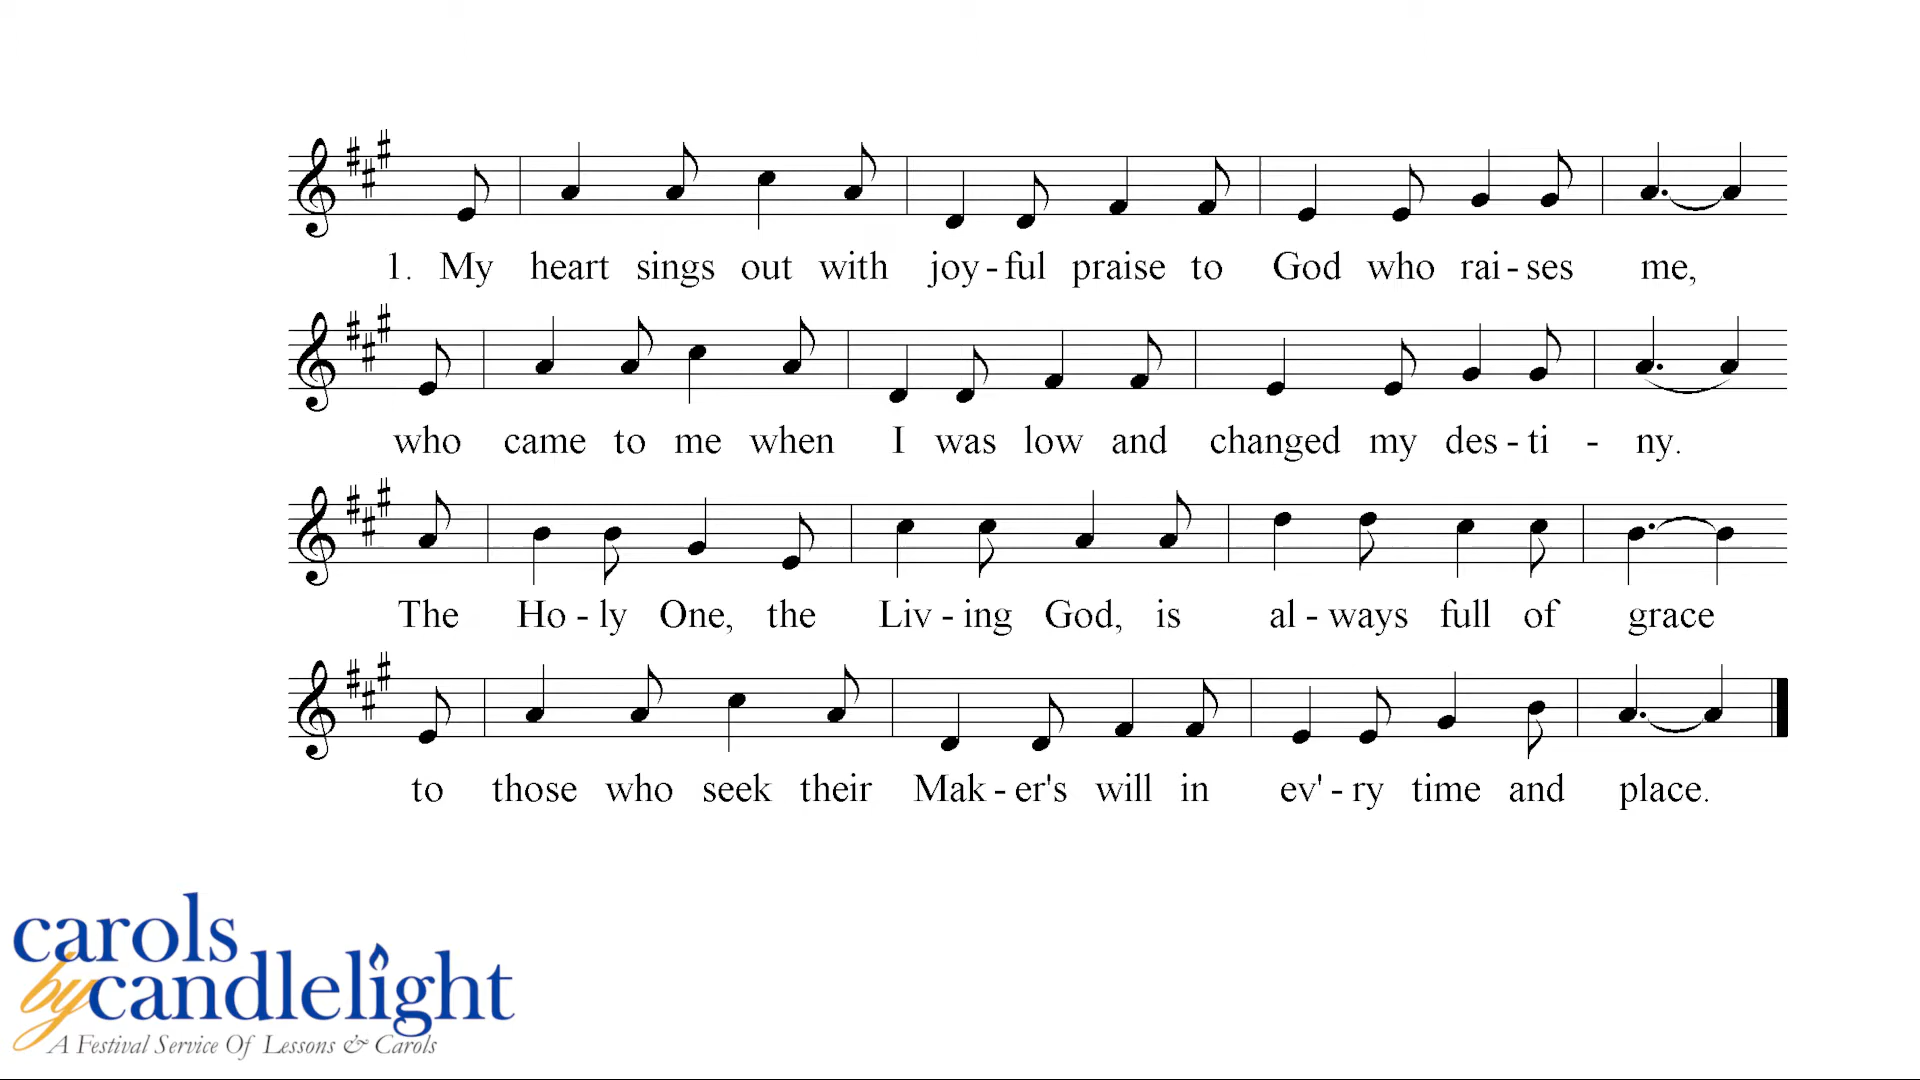 1. My heart sings out with joy - ful praise to God who rai - ses me,
who came to me when I was low and changed my des - ti - ny.
The Ho - ly One, the Liv - ing God, is al - ways full of grace
to those who seek their Mak - er's will in ev' - ry time and place.
carols
by candlelight
A Festival Service Of Lessons & Carols